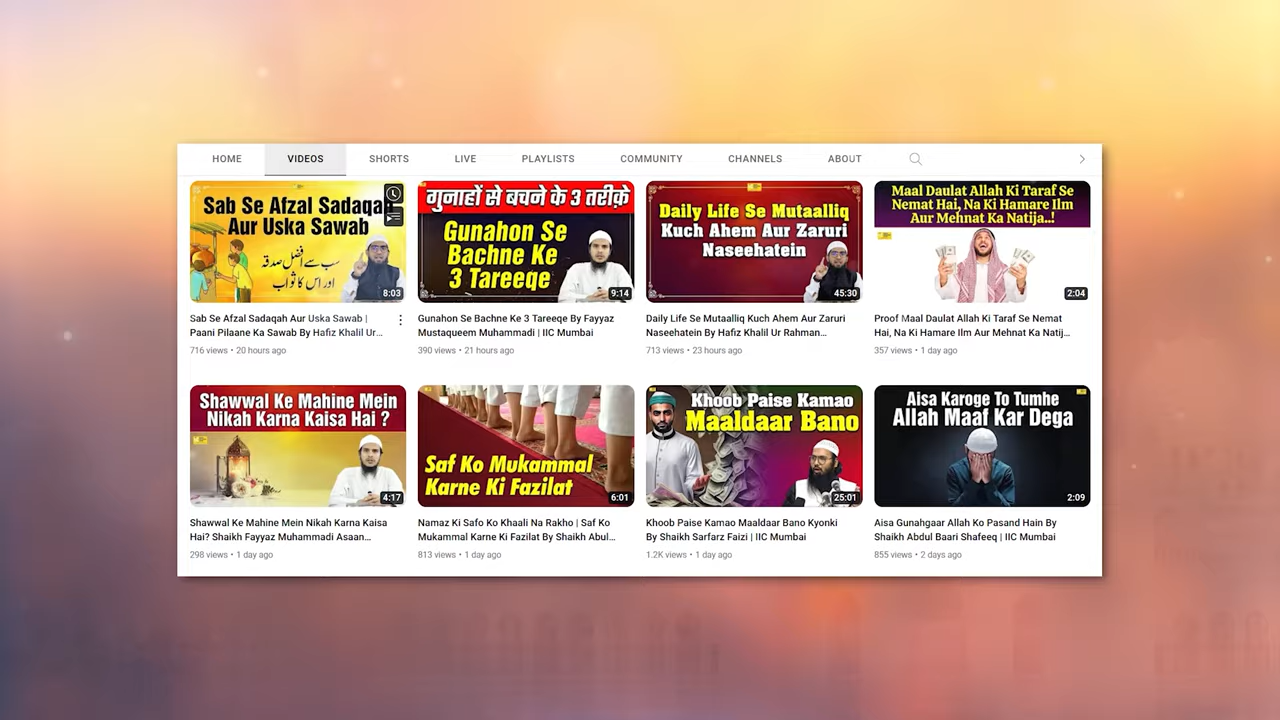 HOME VIDEOS SHORTS LIVE PLAYLISTS COMMUNITY CHANNELS ABOUT
Sab Se Afzal Sadaqah
Aur Uska Sawab
سب سے افضل صدقہ
اور اس کا ثواب
8:03
Sab Se Afzal Sadaqah Aur Uska Sawab |
Paani Pilaane Ka Sawab By Hafiz Khalil Ur...
716 views • 20 hours ago
गुनाहों से बचने के 3 तरीक़े
Gunahon Se
Bachne Ke
3 Tareeqe
9:14
Gunahon Se Bachne Ke 3 Tareeqe By Fayyaz
Mustaqueem Muhammadi | IIC Mumbai
390 views • 21 hours ago
Daily Life Se Mutaalliq
Kuch Ahem Aur Zaruri
Naseehatein
45:30
Daily Life Se Mutaalliq Kuch Ahem Aur Zaruri
Naseehatein By Hafiz Khalil Ur Rahman...
713 views • 23 hours ago
Maal Daulat Allah Ki Taraf Se
Nemat Hai, Na Ki Hamare Ilm
Aur Mehnat Ka Natija..!
2:04
Proof Maal Daulat Allah Ki Taraf Se Nemat
Hai, Na Ki Hamare Ilm Aur Mehnat Ka Natij...
357 views • 1 day ago
Shawwal Ke Mahine Mein
Nikah Karna Kaisa Hai ?
4:17
Shawwal Ke Mahine Mein Nikah Karna Kaisa
Hai? Shaikh Fayyaz Muhammadi Asaan...
298 views • 1 day ago
Saf Ko Mukammal
Karne Ki Fazilat
6:01
Namaz Ki Safo Ko Khaali Na Rakho | Saf Ko
Mukammal Karne Ki Fazilat By Shaikh Abul...
813 views • 1 day ago
Khoob Paise Kamao
Maaldaar Bano
25:01
Khoob Paise Kamao Maaldaar Bano Kyonki
By Shaikh Sarfarz Faizi | IIC Mumbai
1.2K views • 1 day ago
Aisa Karoge To Tumhe
Allah Maaf Kar Dega
2:09
Aisa Gunahgaar Allah Ko Pasand Hain By
Shaikh Abdul Baari Shafeeq | IIC Mumbai
855 views • 2 days ago